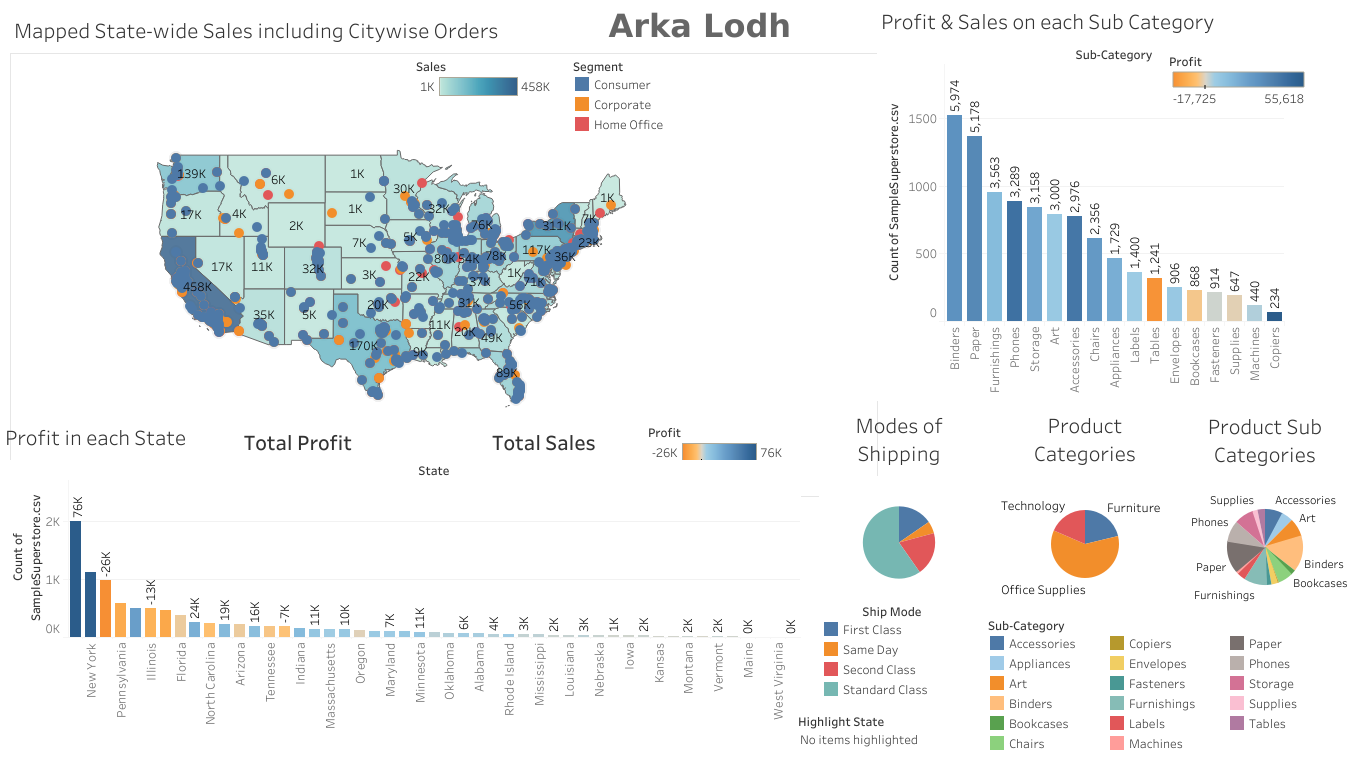 Mapped State-wide Sales including Citywise Orders
Arka Lodh
Sales
1K 458K
Segment
Consumer
Corporate
Home Office
139K
6K
1K
30K
1K
17K
4K
1K
32K
7K
2K
76K
311K
23K
5K
7K
117K
17K
11K
32K
80K
54K
78K
36K
3K
22K
1K
71K
458K
37K
35K
5K
20K
31K
56K
11K
20K
49K
170K
9K
89K
Profit & Sales on each Sub Category
Sub-Category
Profit
-17,725 55,618
Count of SampleSuperstore.csv
1500
1000
500
0
5,974
5,178
3,563
3,289
3,158
3,000
2,976
2,356
1,729
1,400
1,241
906
868
914
647
440
234
Binders
Paper
Furnishings
Phones
Storage
Art
Accessories
Chairs
Appliances
Labels
Tables
Envelopes
Bookcases
Fasteners
Supplies
Machines
Copiers
Profit in each State
Total Profit
Total Sales
Profit
-26K 76K
State
Count of
SampleSuperstore.csv
2K
1K
0K
76K
-26K
-13K
24K
19K
16K
-7K
11K
10K
7K
11K
6K
4K
3K
2K
3K
1K
2K
2K
2K
0K
0K
New York
Pennsylvania
Illinois
Florida
North Carolina
Arizona
Tennessee
Indiana
Massachusetts
Oregon
Maryland
Minnesota
Oklahoma
Alabama
Rhode Island
Mississippi
Louisiana
Nebraska
Iowa
Kansas
Montana
Vermont
Maine
West Virginia
Modes of
Shipping
Ship Mode
First Class
Same Day
Second Class
Standard Class
Highlight State
No items highlighted
Product
Categories
Technology
Furniture
Office Supplies
Product Sub
Categories
Supplies
Accessories
Phones
Art
Paper
Binders
Bookcases
Furnishings
Sub-Category
Accessories
Appliances
Art
Binders
Bookcases
Chairs
Copiers
Envelopes
Fasteners
Furnishings
Labels
Machines
Paper
Phones
Storage
Supplies
Tables